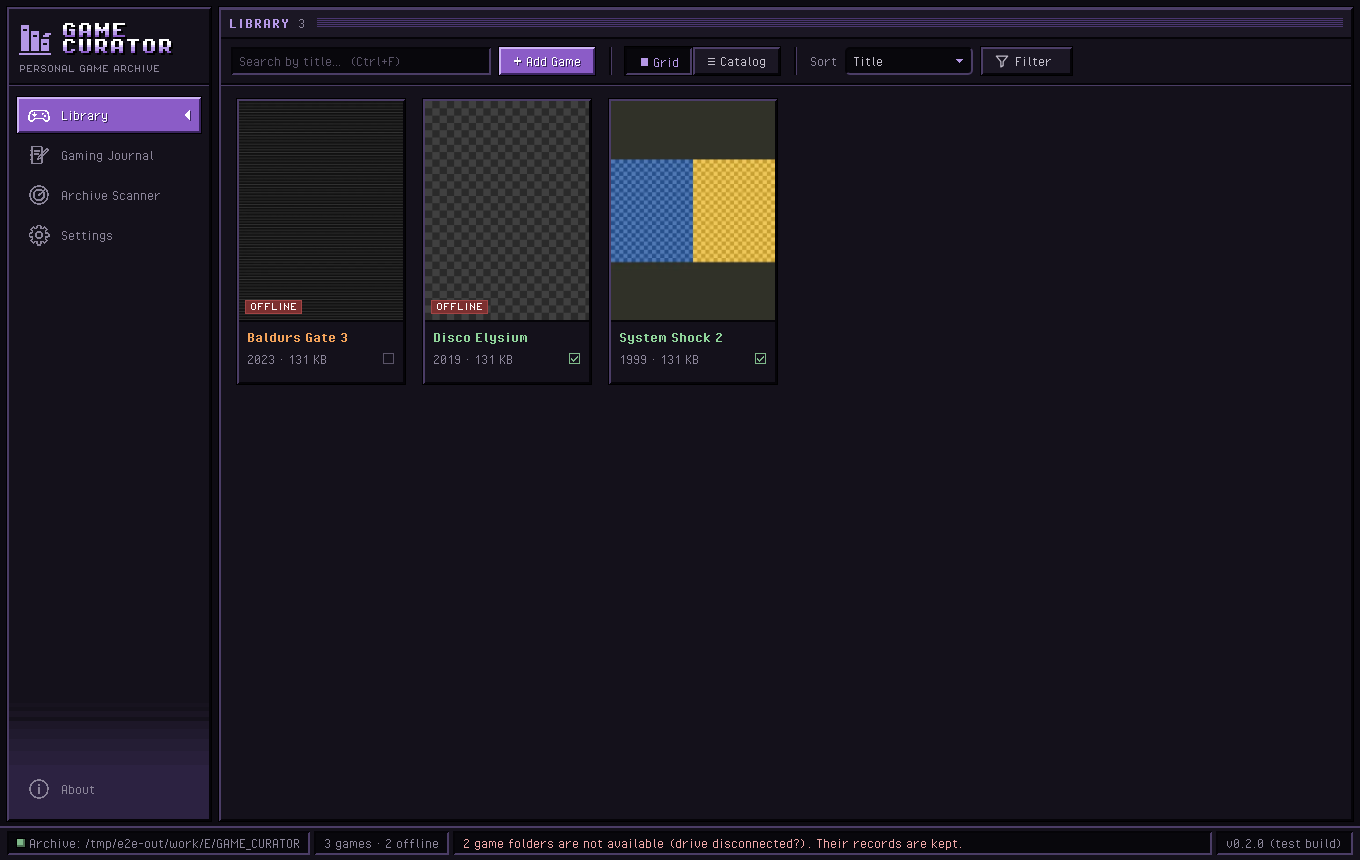 GAME
CURATOR
PERSONAL GAME ARCHIVE
Library
Gaming Journal
Archive Scanner
Settings
About
LIBRARY 3
Search by title... (Ctrl+F)
+ Add Game
Grid
Catalog
Sort
Title
Filter
OFFLINE
Baldurs Gate 3
2023 · 131 KB
OFFLINE
Disco Elysium
2019 · 131 KB
System Shock 2
1999 · 131 KB
Archive: /tmp/e2e-out/work/E/GAME_CURATOR
3 games · 2 offline
2 game folders are not available (drive disconnected?). Their records are kept.
v0.2.0 (test build)